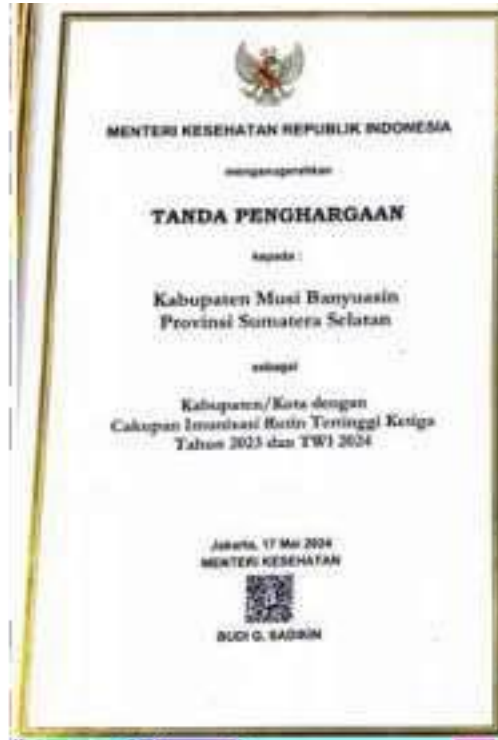 MENTERI KESEHATAN REPUBLIK INDONESIA
menganugerahkan
TANDA PENGHARGAAN
kepada :
Kabupaten Musi Banyuasin
Provinsi Sumatera Selatan
sebagai
Kabupaten/Kota dengan
Cakupan Imunisasi Rutin Tertinggi Ketiga
Tahun 2023 dan TW1 2024
Jakarta, 17 Mei 2024
MENTERI KESEHATAN
BUDI G. SADIKIN